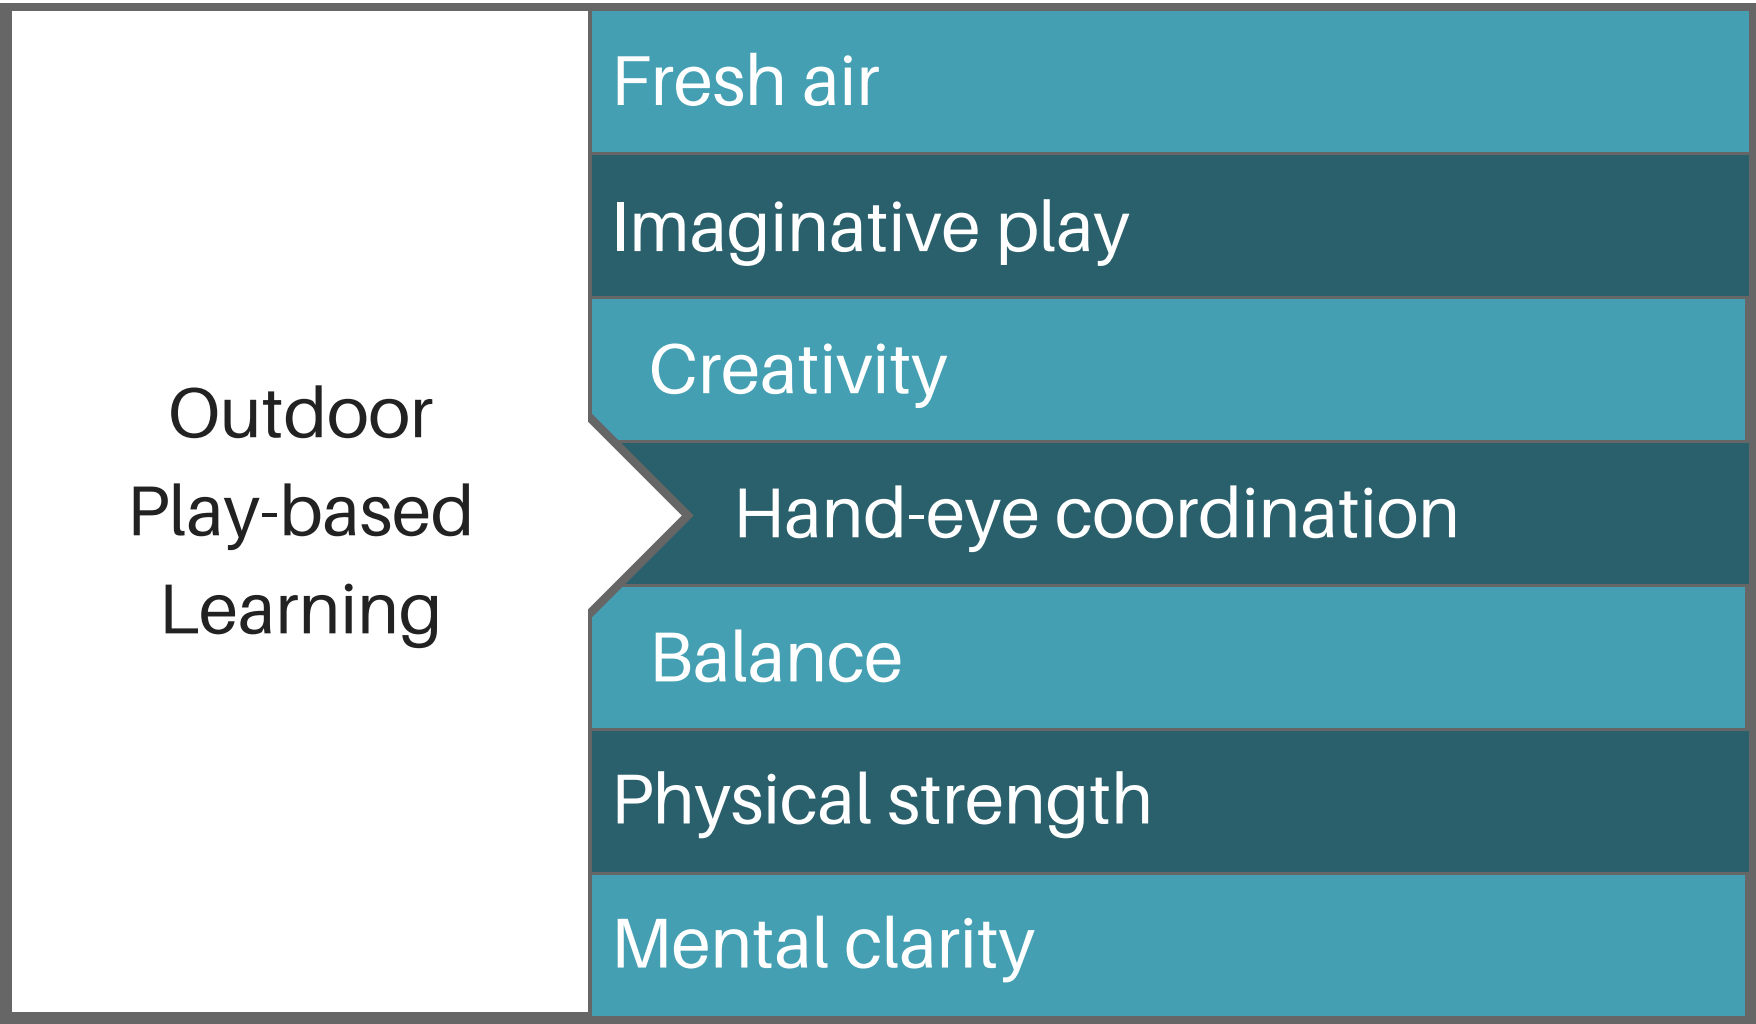 Outdoor
Play-based
Learning
Fresh air
Imaginative play
Creativity
Hand-eye coordination
Balance
Physical strength
Mental clarity